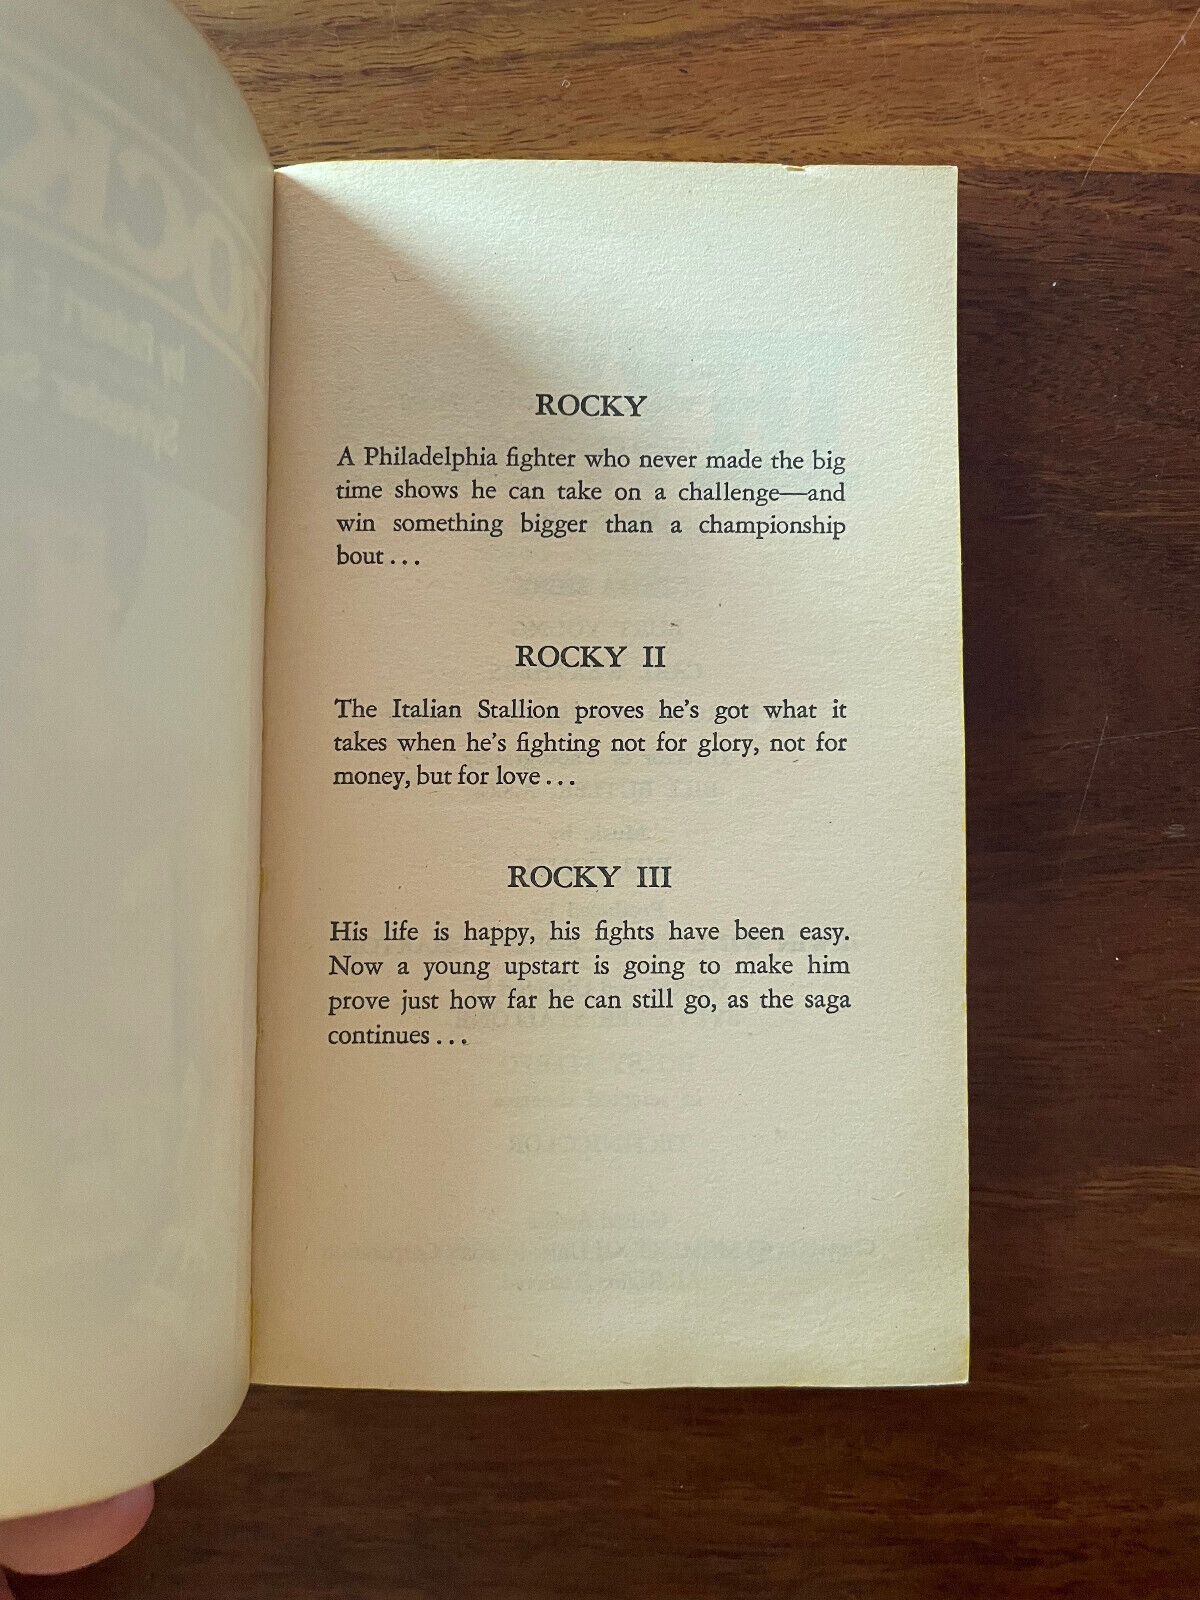 ROCKY
A Philadelphia fighter who never made the big
time shows he can take on a challenge—and
win something bigger than a championship
bout...
ROCKY II
The Italian Stallion proves he's got what it
takes when he's fighting not for glory, not for
money, but for love...
ROCKY III
His life is happy, his fights have been easy.
Now a young upstart is going to make him
prove just how far he can still go, as the saga
continues...